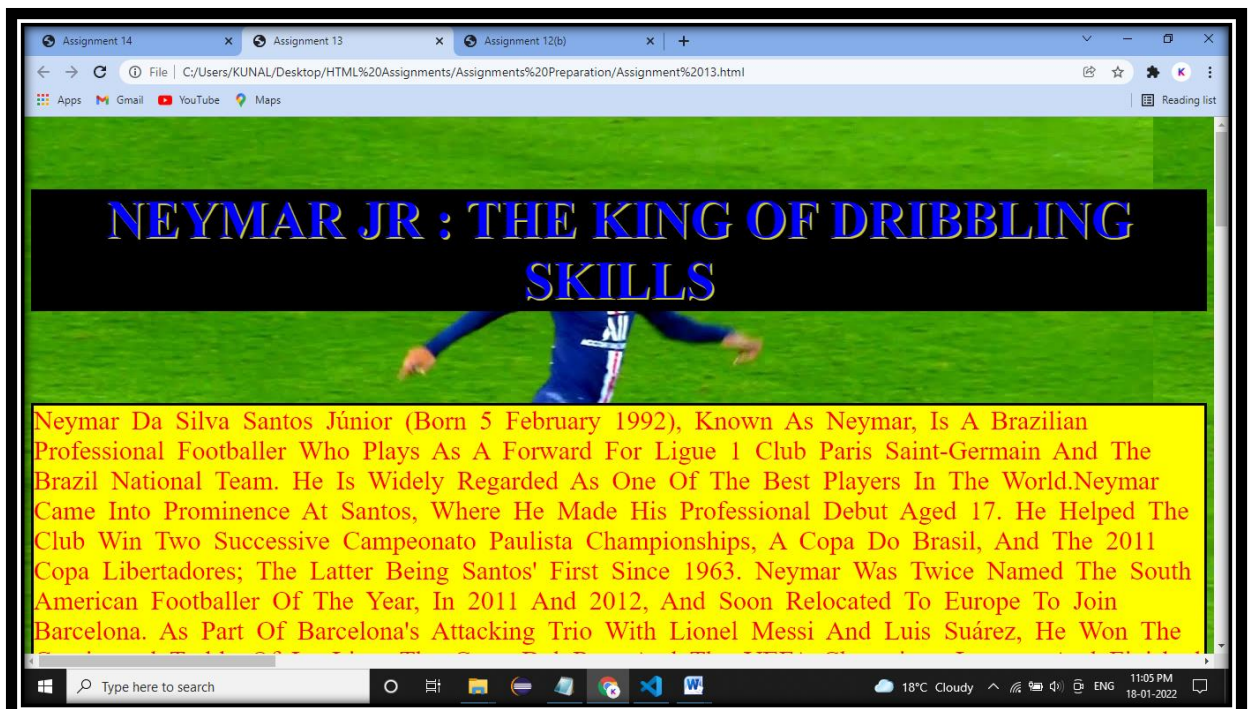 Assignment 14
Assignment 13
Assignment 12(b)
File | C:/Users/KUNAL/Desktop/HTML%20Assignments/Assignments%20Preparation/Assignment%2013.html
K
Apps
Gmail
YouTube
Maps
Reading list
NEYMAR JR : THE KING OF DRIBBLING
SKILLS
Neymar Da Silva Santos Júnior (Born 5 February 1992), Known As Neymar, Is A Brazilian
Professional Footballer Who Plays As A Forward For Ligue 1 Club Paris Saint-Germain And The
Brazil National Team. He Is Widely Regarded As One Of The Best Players In The World.Neymar
Came Into Prominence At Santos, Where He Made His Professional Debut Aged 17. He Helped The
Club Win Two Successive Campeonato Paulista Championships, A Copa Do Brasil, And The 2011
Copa Libertadores; The Latter Being Santos' First Since 1963. Neymar Was Twice Named The South
American Footballer Of The Year, In 2011 And 2012, And Soon Relocated To Europe To Join
Barcelona. As Part Of Barcelona's Attacking Trio With Lionel Messi And Luis Suárez, He Won The
Type here to search
18°C Cloudy
ENG
11:05 PM
18-01-2022